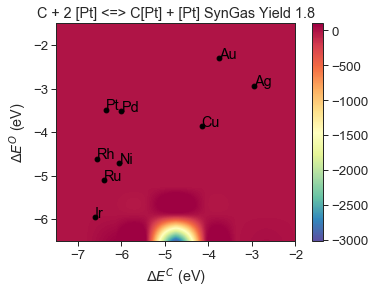 C + 2 [Pt] <=> C[Pt] + [Pt] SynGas Yield 1.8
ΔE^O (eV)
−2
−3
−4
−5
−6
Au
Ag
Pt
Pd
Cu
Rh
Ni
Ru
Ir
−7
−6
−5
−4
−3
−2
ΔE^C (eV)
0
−500
−1000
−1500
−2000
−2500
−3000